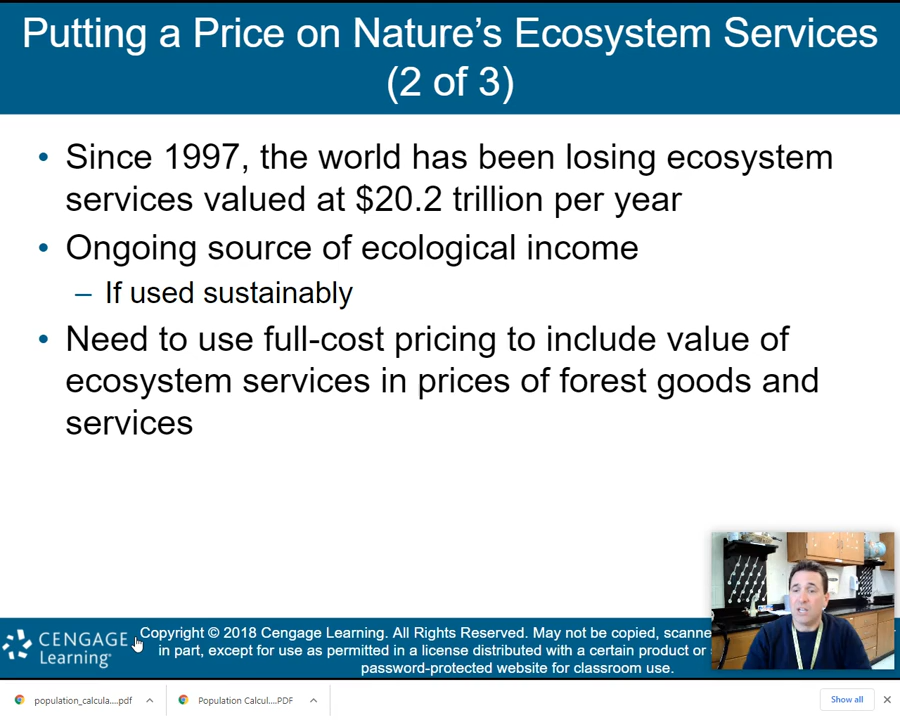 Putting a Price on Nature’s Ecosystem Services
(2 of 3)
• Since 1997, the world has been losing ecosystem
services valued at $20.2 trillion per year
• Ongoing source of ecological income
– If used sustainably
• Need to use full-cost pricing to include value of
ecosystem services in prices of forest goods and
services
CENGAGE
Learning®
Copyright © 2018 Cengage Learning. All Rights Reserved. May not be copied, scanne
in part, except for use as permitted in a license distributed with a certain product or
password-protected website for classroom use.
population_calcula....pdf
Population Calcul....PDF
Show all